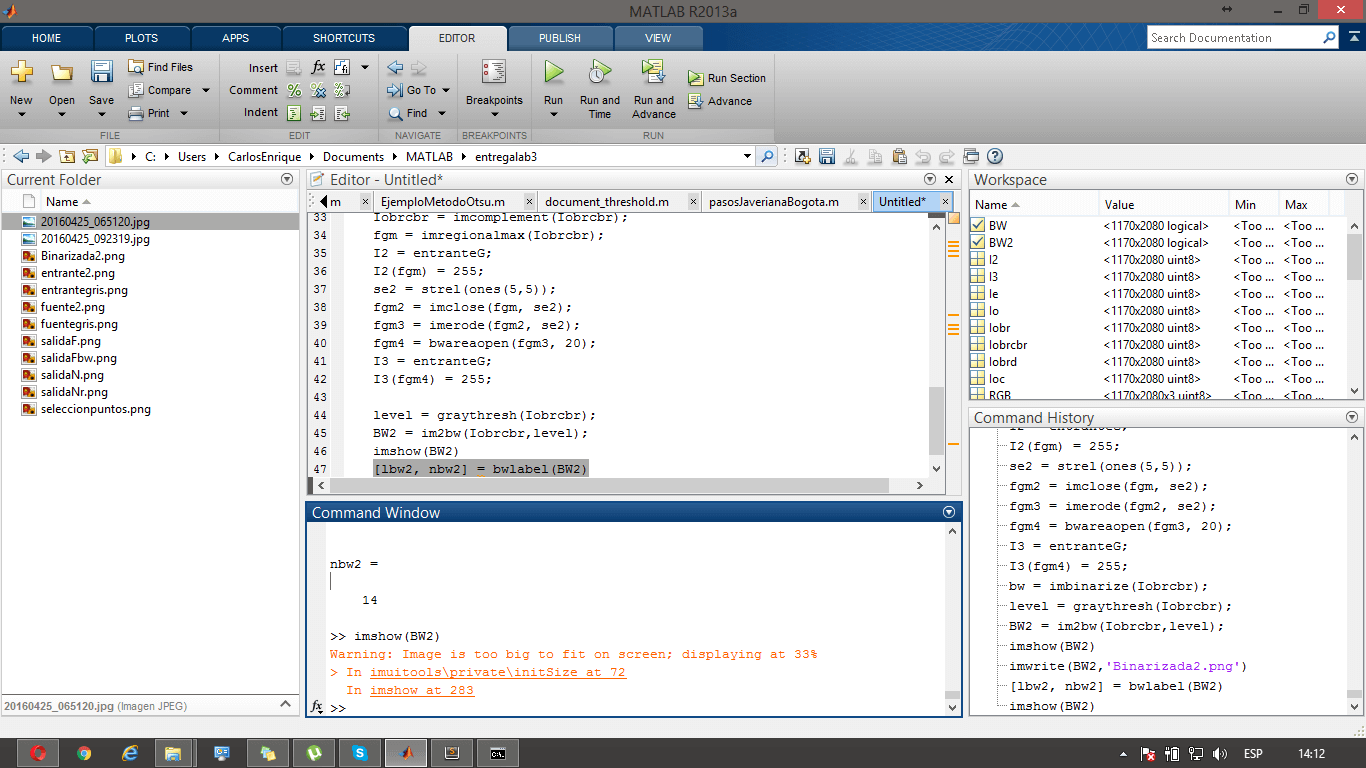 MATLAB R2013a
HOME PLOTS APPS SHORTCUTS EDITOR PUBLISH VIEW Search Documentation
New
Open
Save
Find Files
Compare
Print
FILE
Insert fx
Comment
Indent
EDIT
Go To
Find
NAVIGATE
Breakpoints
BREAKPOINTS
Run
Run and Time
Run and Advance
Run Section
Advance
RUN
C: Users CarlosEnrique Documents MATLAB entregalab3
Current Folder
Name
20160425_065120.jpg
20160425_092319.jpg
Binarizada2.png
entrante2.png
entrantegris.png
fuente2.png
fuentegris.png
salidaF.png
salidaFbw.png
salidaN.png
salidaNr.png
seleccionpuntos.png
20160425_065120.jpg (Imagen JPEG)
Editor - Untitled*
m EjemploMetodoOtsu.m document_threshold.m pasosJaverianaBogota.m Untitled*
33 Iobrcbr = imcomplement(Iobrcbr);
34 fgm = imregionalmax(Iobrcbr);
35 I2 = entranteG;
36 I2(fgm) = 255;
37 se2 = strel(ones(5,5));
38 fgm2 = imclose(fgm, se2);
39 fgm3 = imerode(fgm2, se2);
40 fgm4 = bwareaopen(fgm3, 20);
41 I3 = entranteG;
42 I3(fgm4) = 255;
43
44 level = graythresh(Iobrcbr);
45 BW2 = im2bw(Iobrcbr,level);
46 imshow(BW2)
47 [lbw2, nbw2] = bwlabel(BW2)
Command Window
nbw2 =
14
>> imshow(BW2)
Warning: Image is too big to fit on screen; displaying at 33%
> In imuitools\private\initSize at 72
In imshow at 283
fx >>
Workspace
Name Value Min Max
BW <1170x2080 logical> <Too ... <Too ...
BW2 <1170x2080 logical> <Too ... <Too ...
I2 <1170x2080 uint8> <Too ... <Too ...
I3 <1170x2080 uint8> <Too ... <Too ...
Ie <1170x2080 uint8> <Too ... <Too ...
Io <1170x2080 uint8> <Too ... <Too ...
Iobr <1170x2080 uint8> <Too ... <Too ...
Iobrcbr <1170x2080 uint8> <Too ... <Too ...
Iobrd <1170x2080 uint8> <Too ... <Too ...
Ioc <1170x2080 uint8> <Too ... <Too ...
RGB <1170x2080x3 uint8> <Too ... <Too ...
Command History
I2 = entranteG;
I2(fgm) = 255;
se2 = strel(ones(5,5));
fgm2 = imclose(fgm, se2);
fgm3 = imerode(fgm2, se2);
fgm4 = bwareaopen(fgm3, 20);
I3 = entranteG;
I3(fgm4) = 255;
bw = imbinarize(Iobrcbr);
level = graythresh(Iobrcbr);
BW2 = im2bw(Iobrcbr,level);
imshow(BW2)
imwrite(BW2,'Binarizada2.png')
[lbw2, nbw2] = bwlabel(BW2)
imshow(BW2)
ESP 14:12